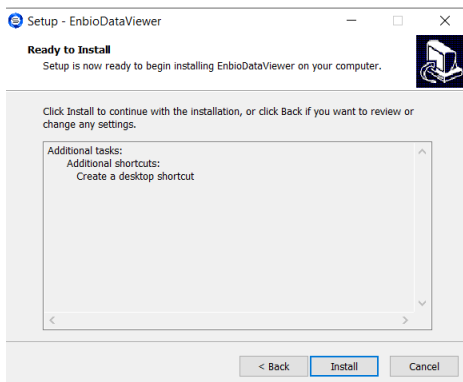 Setup - EnbioDataViewer
Ready to Install
Setup is now ready to begin installing EnbioDataViewer on your computer.
Click Install to continue with the installation, or click Back if you want to review or
change any settings.
Additional tasks:
Additional shortcuts:
Create a desktop shortcut
< Back
Install
Cancel